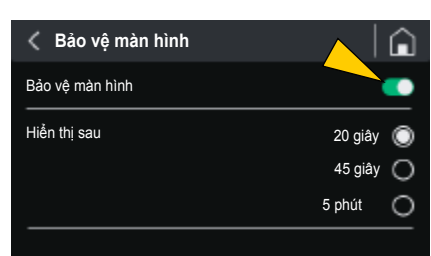 Bảo vệ màn hình
Bảo vệ màn hình
Hiển thị sau
20 giây
45 giây
5 phút